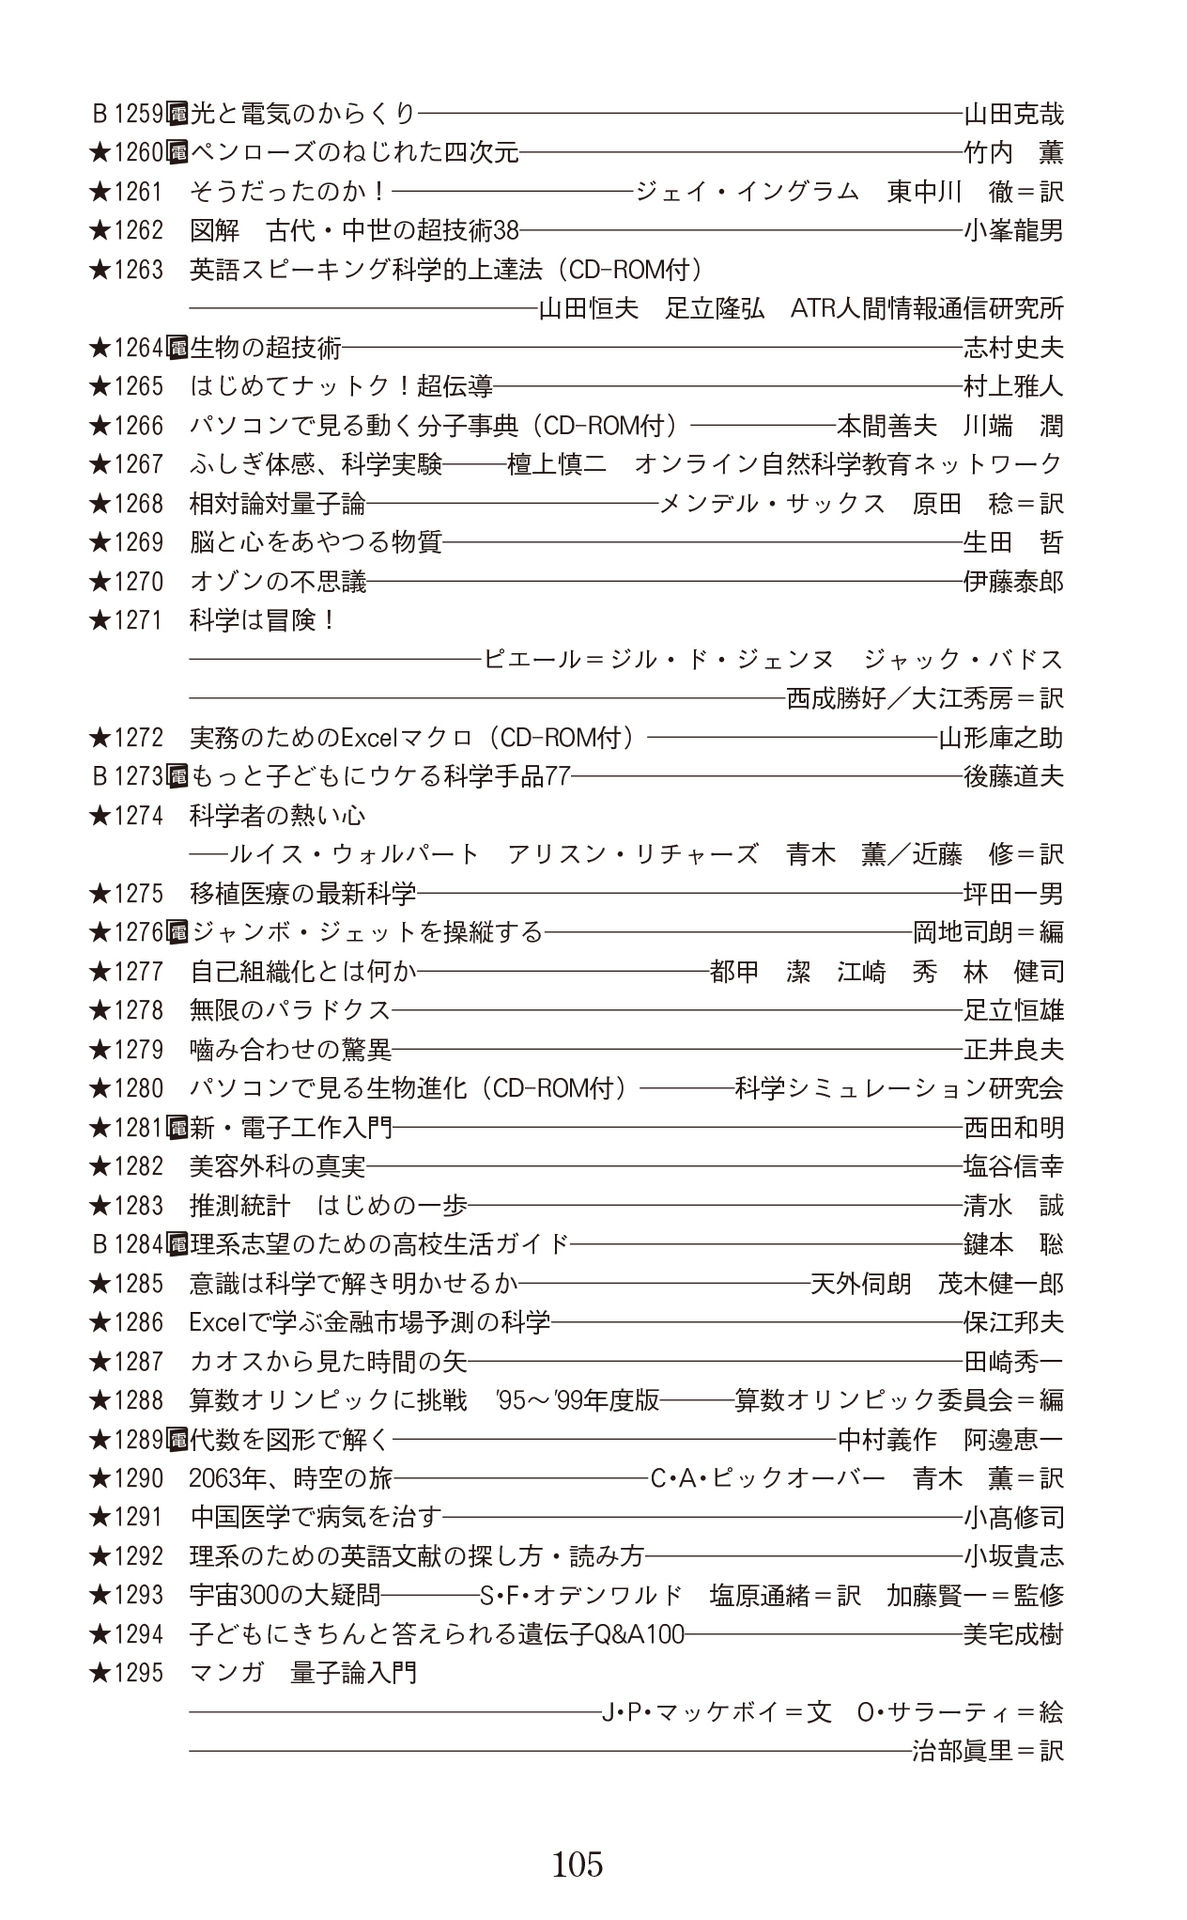 B 1259電光と電気のからくり――山田克哉
★1260電ペンローズのねじれた四次元――竹内　薫
★1261　そうだったのか！――ジェイ・イングラム　東中川　徹＝訳
★1262　図解　古代・中世の超技術38――小峯龍男
★1263　英語スピーキング科学的上達法（CD-ROM付）
――山田恒夫　足立隆弘　ATR人間情報通信研究所
★1264電生物の超技術――志村史夫
★1265　はじめてナットク！超伝導――村上雅人
★1266　パソコンで見る動く分子事典（CD-ROM付）――本間善夫　川端　潤
★1267　ふしぎ体感、科学実験――檀上慎二　オンライン自然科学教育ネットワーク
★1268　相対論対量子論――メンデル・サックス　原田　稔＝訳
★1269　脳と心をあやつる物質――生田　哲
★1270　オゾンの不思議――伊藤泰郎
★1271　科学は冒険！
――ピエール＝ジル・ド・ジェンヌ　ジャック・バドス
――西成勝好／大江秀房＝訳
★1272　実務のためのExcelマクロ（CD-ROM付）――山形庫之助
B 1273電もっと子どもにウケる科学手品77――後藤道夫
★1274　科学者の熱い心
――ルイス・ウォルパート　アリスン・リチャーズ　青木　薫／近藤　修＝訳
★1275　移植医療の最新科学――坪田一男
★1276電ジャンボ・ジェットを操縦する――岡地司朗＝編
★1277　自己組織化とは何か――都甲　潔　江崎　秀　林　健司
★1278　無限のパラドクス――足立恒雄
★1279　噛み合わせの驚異――正井良夫
★1280　パソコンで見る生物進化（CD-ROM付）――科学シミュレーション研究会
★1281電新・電子工作入門――西田和明
★1282　美容外科の真実――塩谷信幸
★1283　推測統計　はじめの一歩――清水　誠
B 1284電理系志望のための高校生活ガイド――鍵本　聡
★1285　意識は科学で解き明かせるか――天外伺朗　茂木健一郎
★1286　Excelで学ぶ金融市場予測の科学――保江邦夫
★1287　カオスから見た時間の矢――田崎秀一
★1288　算数オリンピックに挑戦　'95～'99年度版――算数オリンピック委員会＝編
★1289電代数を図形で解く――中村義作　阿邊恵一
★1290　2063年、時空の旅――C・A・ピックオーバー　青木　薫＝訳
★1291　中国医学で病気を治す――小髙修司
★1292　理系のための英語文献の探し方・読み方――小坂貴志
★1293　宇宙300の大疑問――S・F・オデンワルド　塩原通緒＝訳　加藤賢一＝監修
★1294　子どもにきちんと答えられる遺伝子Q&A100――美宅成樹
★1295　マンガ　量子論入門
――J・P・マッケボイ＝文　O・サラーティ＝絵
――治部眞里＝訳
105